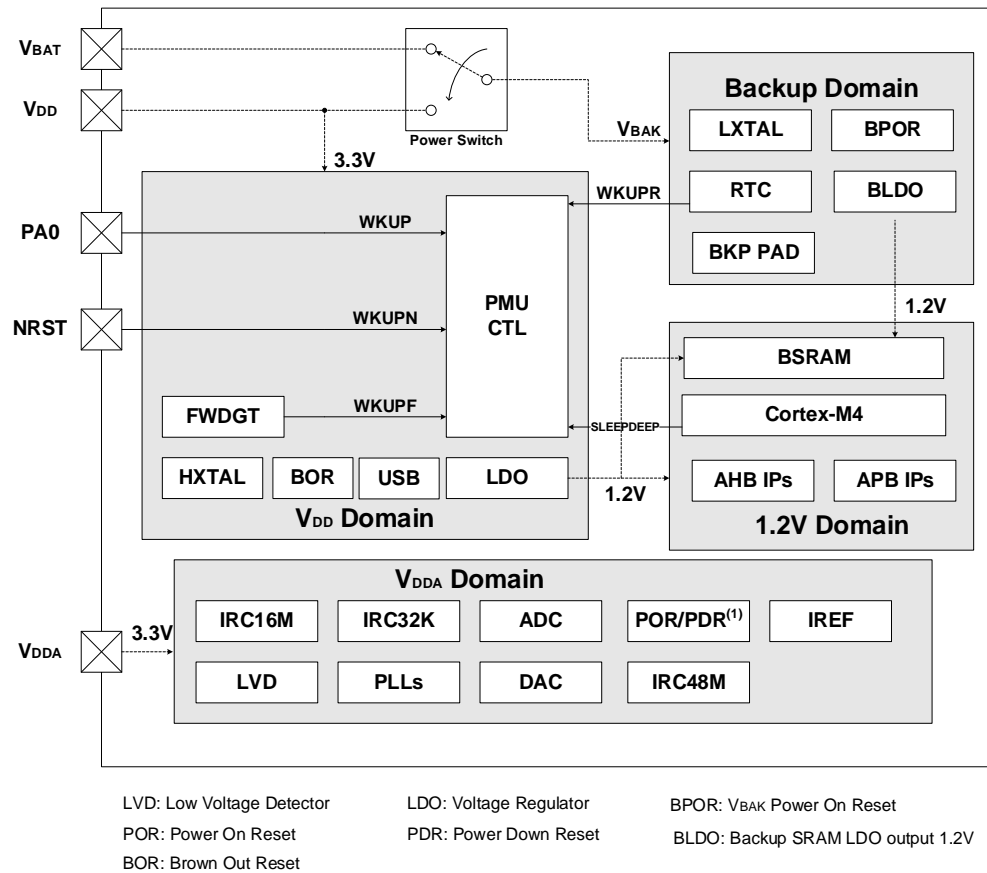 VBAT
VDD
Power Switch
3.3V
VBAK
Backup Domain
LXTAL
BPOR
RTC
BLDO
BKP PAD
WKUPR
PA0
WKUP
NRST
WKUPN
PMU
CTL
1.2V
BSRAM
Cortex-M4
FWDGT
WKUPF
SLEEPDEEP
HXTAL
BOR
USB
LDO
1.2V
AHB IPs
APB IPs
VDD Domain
1.2V Domain
VDDA Domain
VDDA
3.3V
IRC16M
IRC32K
ADC
POR/PDR(1)
IREF
LVD
PLLs
DAC
IRC48M
LVD: Low Voltage Detector
LDO: Voltage Regulator
BPOR: VBAK Power On Reset
POR: Power On Reset
PDR: Power Down Reset
BLDO: Backup SRAM LDO output 1.2V
BOR: Brown Out Reset